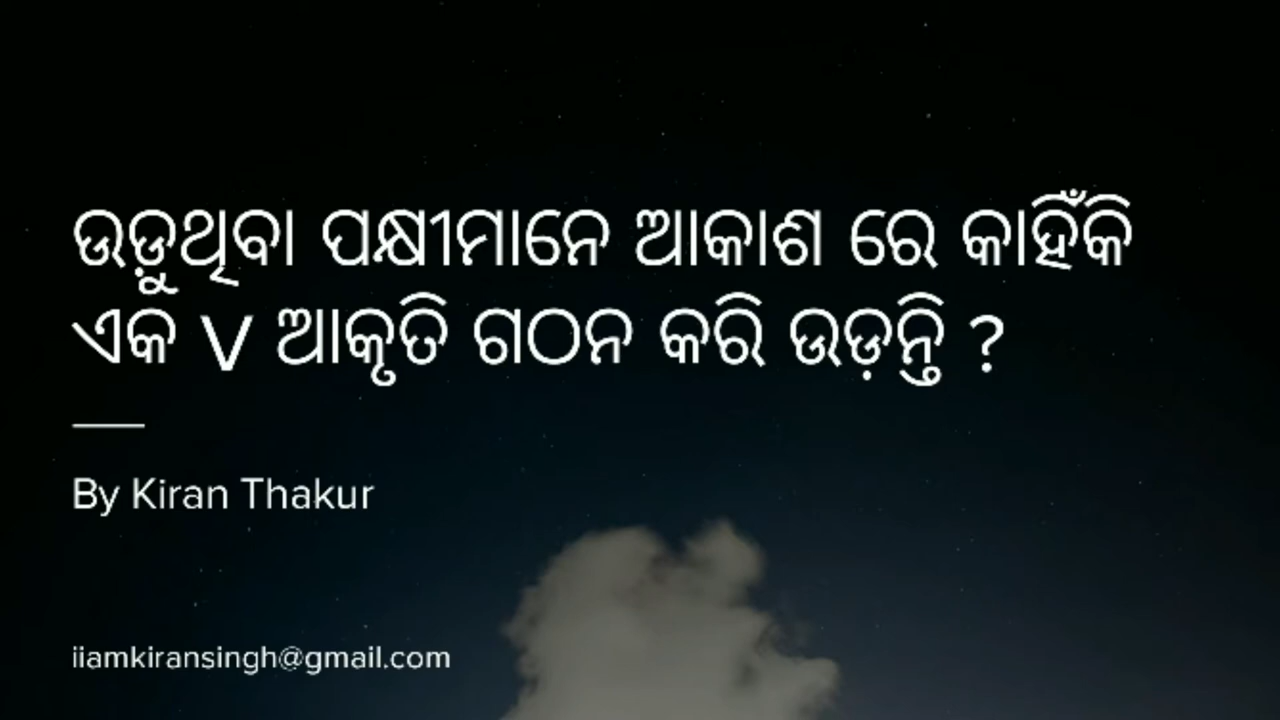 ଉଡ଼ୁଥିବା ପକ୍ଷୀମାନେ ଆକାଶ ରେ କାହିଁକି
ଏକ V ଆକୃତି ଗଠନ କରି ଉଡ଼ନ୍ତି ?
By Kiran Thakur
iiamkiransingh@gmail.com